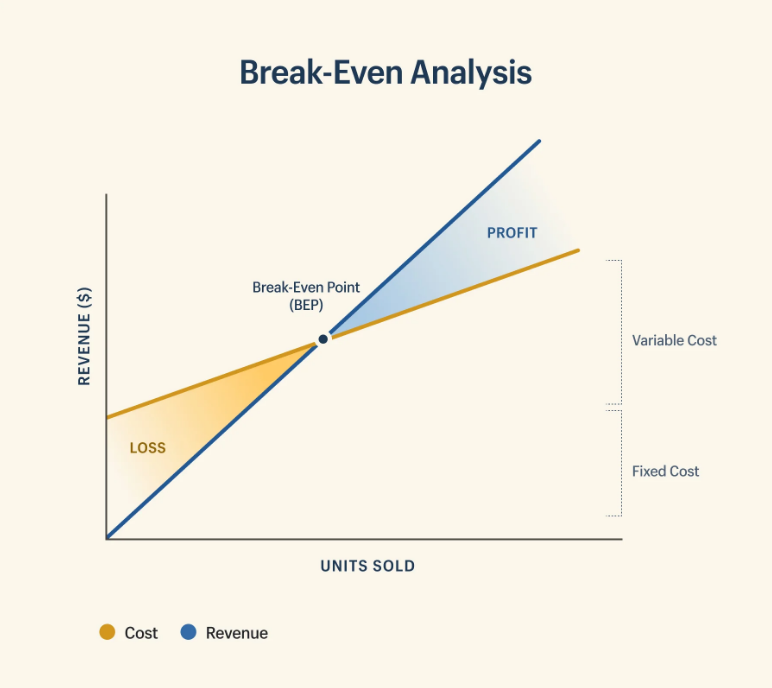 Break-Even Analysis
PROFIT
Break-Even Point
(BEP)
REVENUE ($)
Variable Cost
LOSS
Fixed Cost
UNITS SOLD
Cost
Revenue